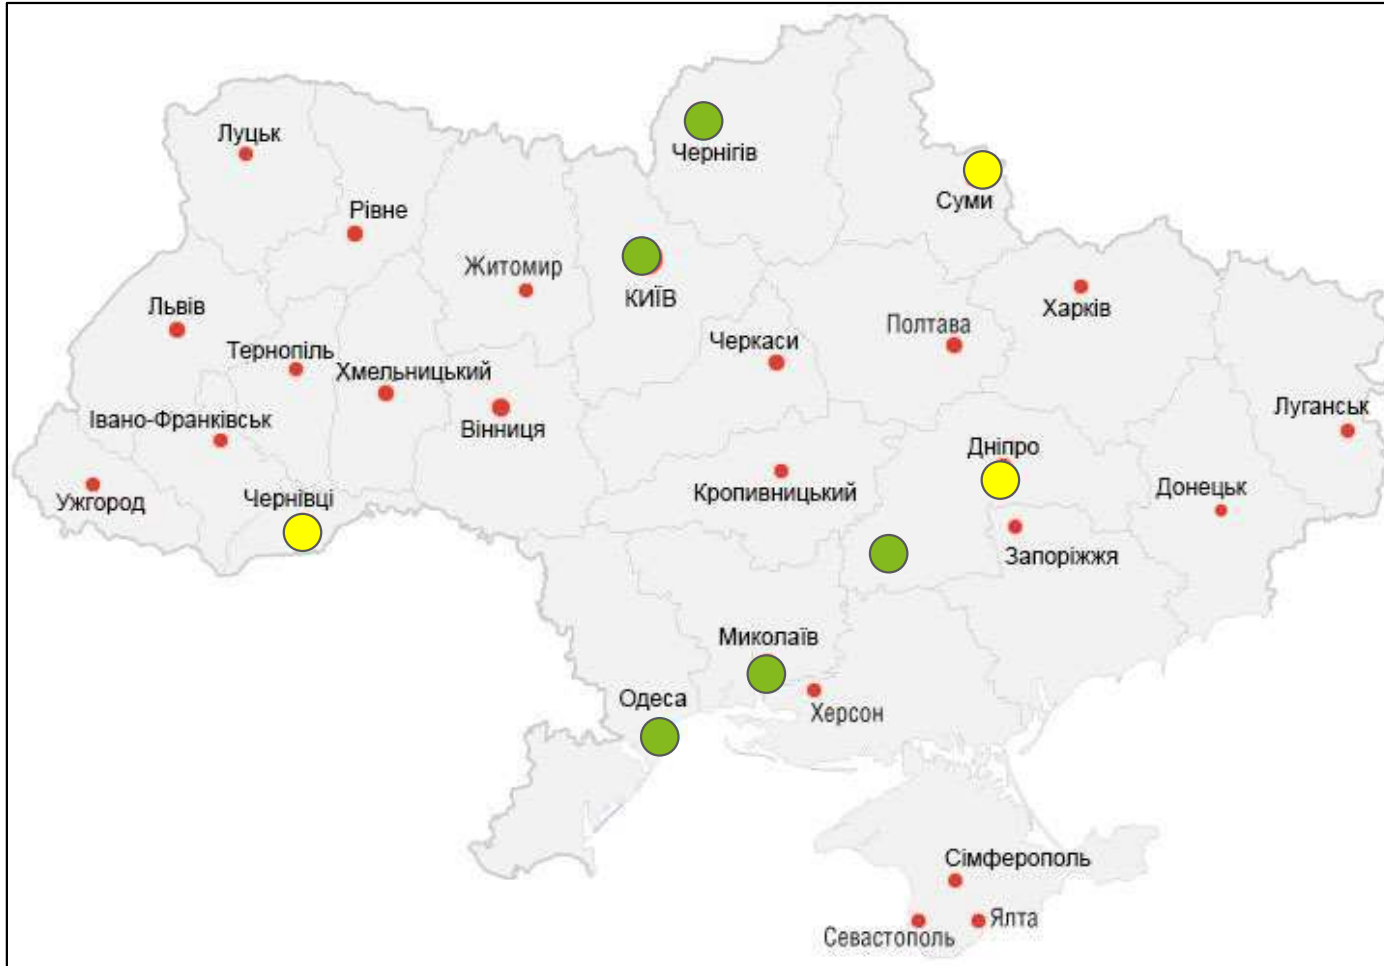 Луцьк
Чернігів
Суми
Рівне
Житомир
КИЇВ
Львів
Харків
Полтава
Черкаси
Тернопіль
Хмельницький
Івано-Франківськ
Вінниця
Луганськ
Дніпро
Ужгород
Чернівці
Кропивницький
Донецьк
Запоріжжя
Миколаїв
Одеса
Херсон
Сімферополь
Ялта
Севастополь